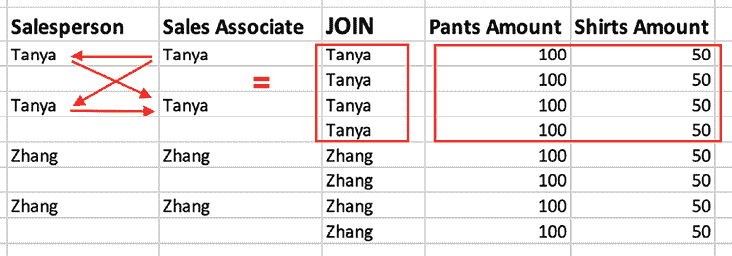 Salesperson Sales Associate JOIN Pants Amount Shirts Amount
Tanya Tanya Tanya 100 50
= Tanya 100 50
Tanya Tanya Tanya 100 50
Tanya 100 50
Zhang Zhang Zhang 100 50
Zhang 100 50
Zhang Zhang Zhang 100 50
Zhang 100 50